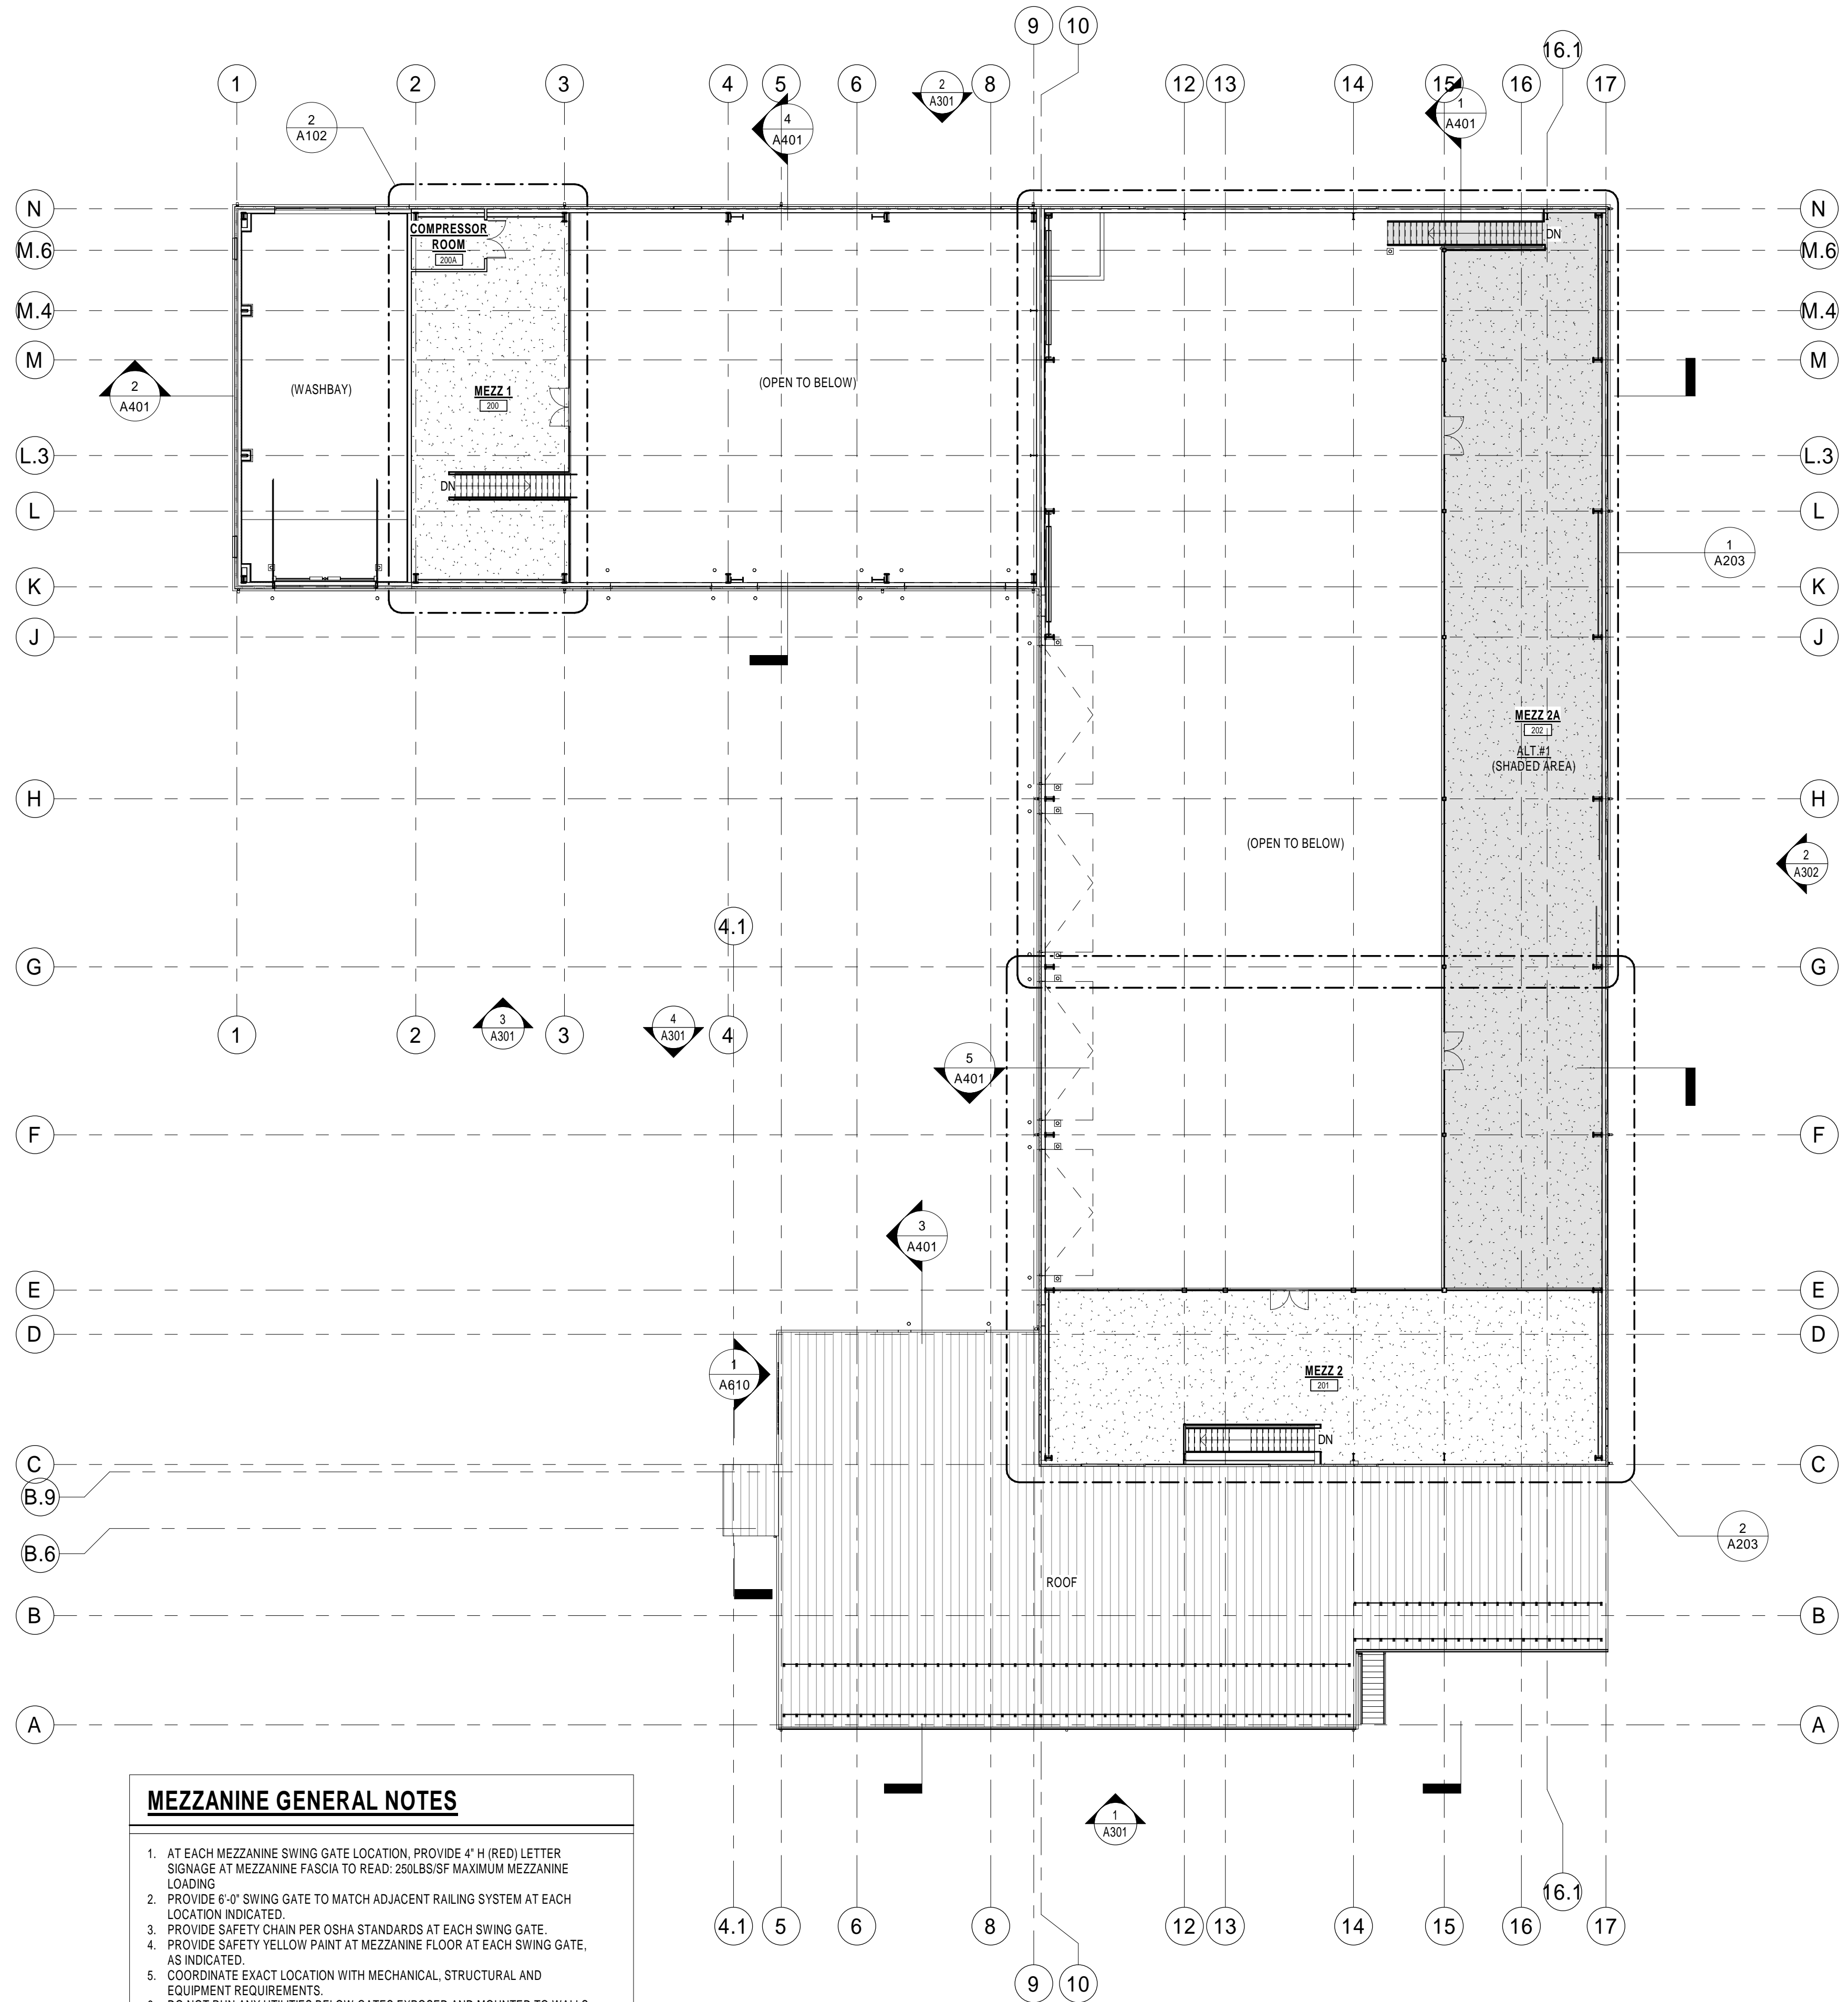 9 10
16.1
1 2 3 4 5 6 8 12 13 14 15 16 17
2
A301
2
A102
4
A401
1
A401
N N
COMPRESSOR
ROOM
200A
DN
M.6 M.6
M.4 M.4
M M
2
A401
(WASHBAY)
MEZZ 1
200
(OPEN TO BELOW)
L.3 L.3
DN
L L
1
A203
K K
J J
MEZZ 2A
202
ALT.#1
(SHADED AREA)
H H
(OPEN TO BELOW)
2
A302
4.1
G G
1 2 3 4
3
A301
4
A301
5
A401
F F
3
A401
E E
D D
1
A610
MEZZ 2
201
DN
C C
B.9
B.6
2
A203
ROOF
B B
A A
1
A301
MEZZANINE GENERAL NOTES
1. AT EACH MEZZANINE SWING GATE LOCATION, PROVIDE 4" H (RED) LETTER
SIGNAGE AT MEZZANINE FASCIA TO READ: 250LBS/SF MAXIMUM MEZZANINE
LOADING
2. PROVIDE 6'-0" SWING GATE TO MATCH ADJACENT RAILING SYSTEM AT EACH
LOCATION INDICATED.
3. PROVIDE SAFETY CHAIN PER OSHA STANDARDS AT EACH SWING GATE.
4. PROVIDE SAFETY YELLOW PAINT AT MEZZANINE FLOOR AT EACH SWING GATE,
AS INDICATED.
5. COORDINATE EXACT LOCATION WITH MECHANICAL, STRUCTURAL AND
EQUIPMENT REQUIREMENTS.
16.1
4.1 5 6 8 12 13 14 15 16 17
9 10